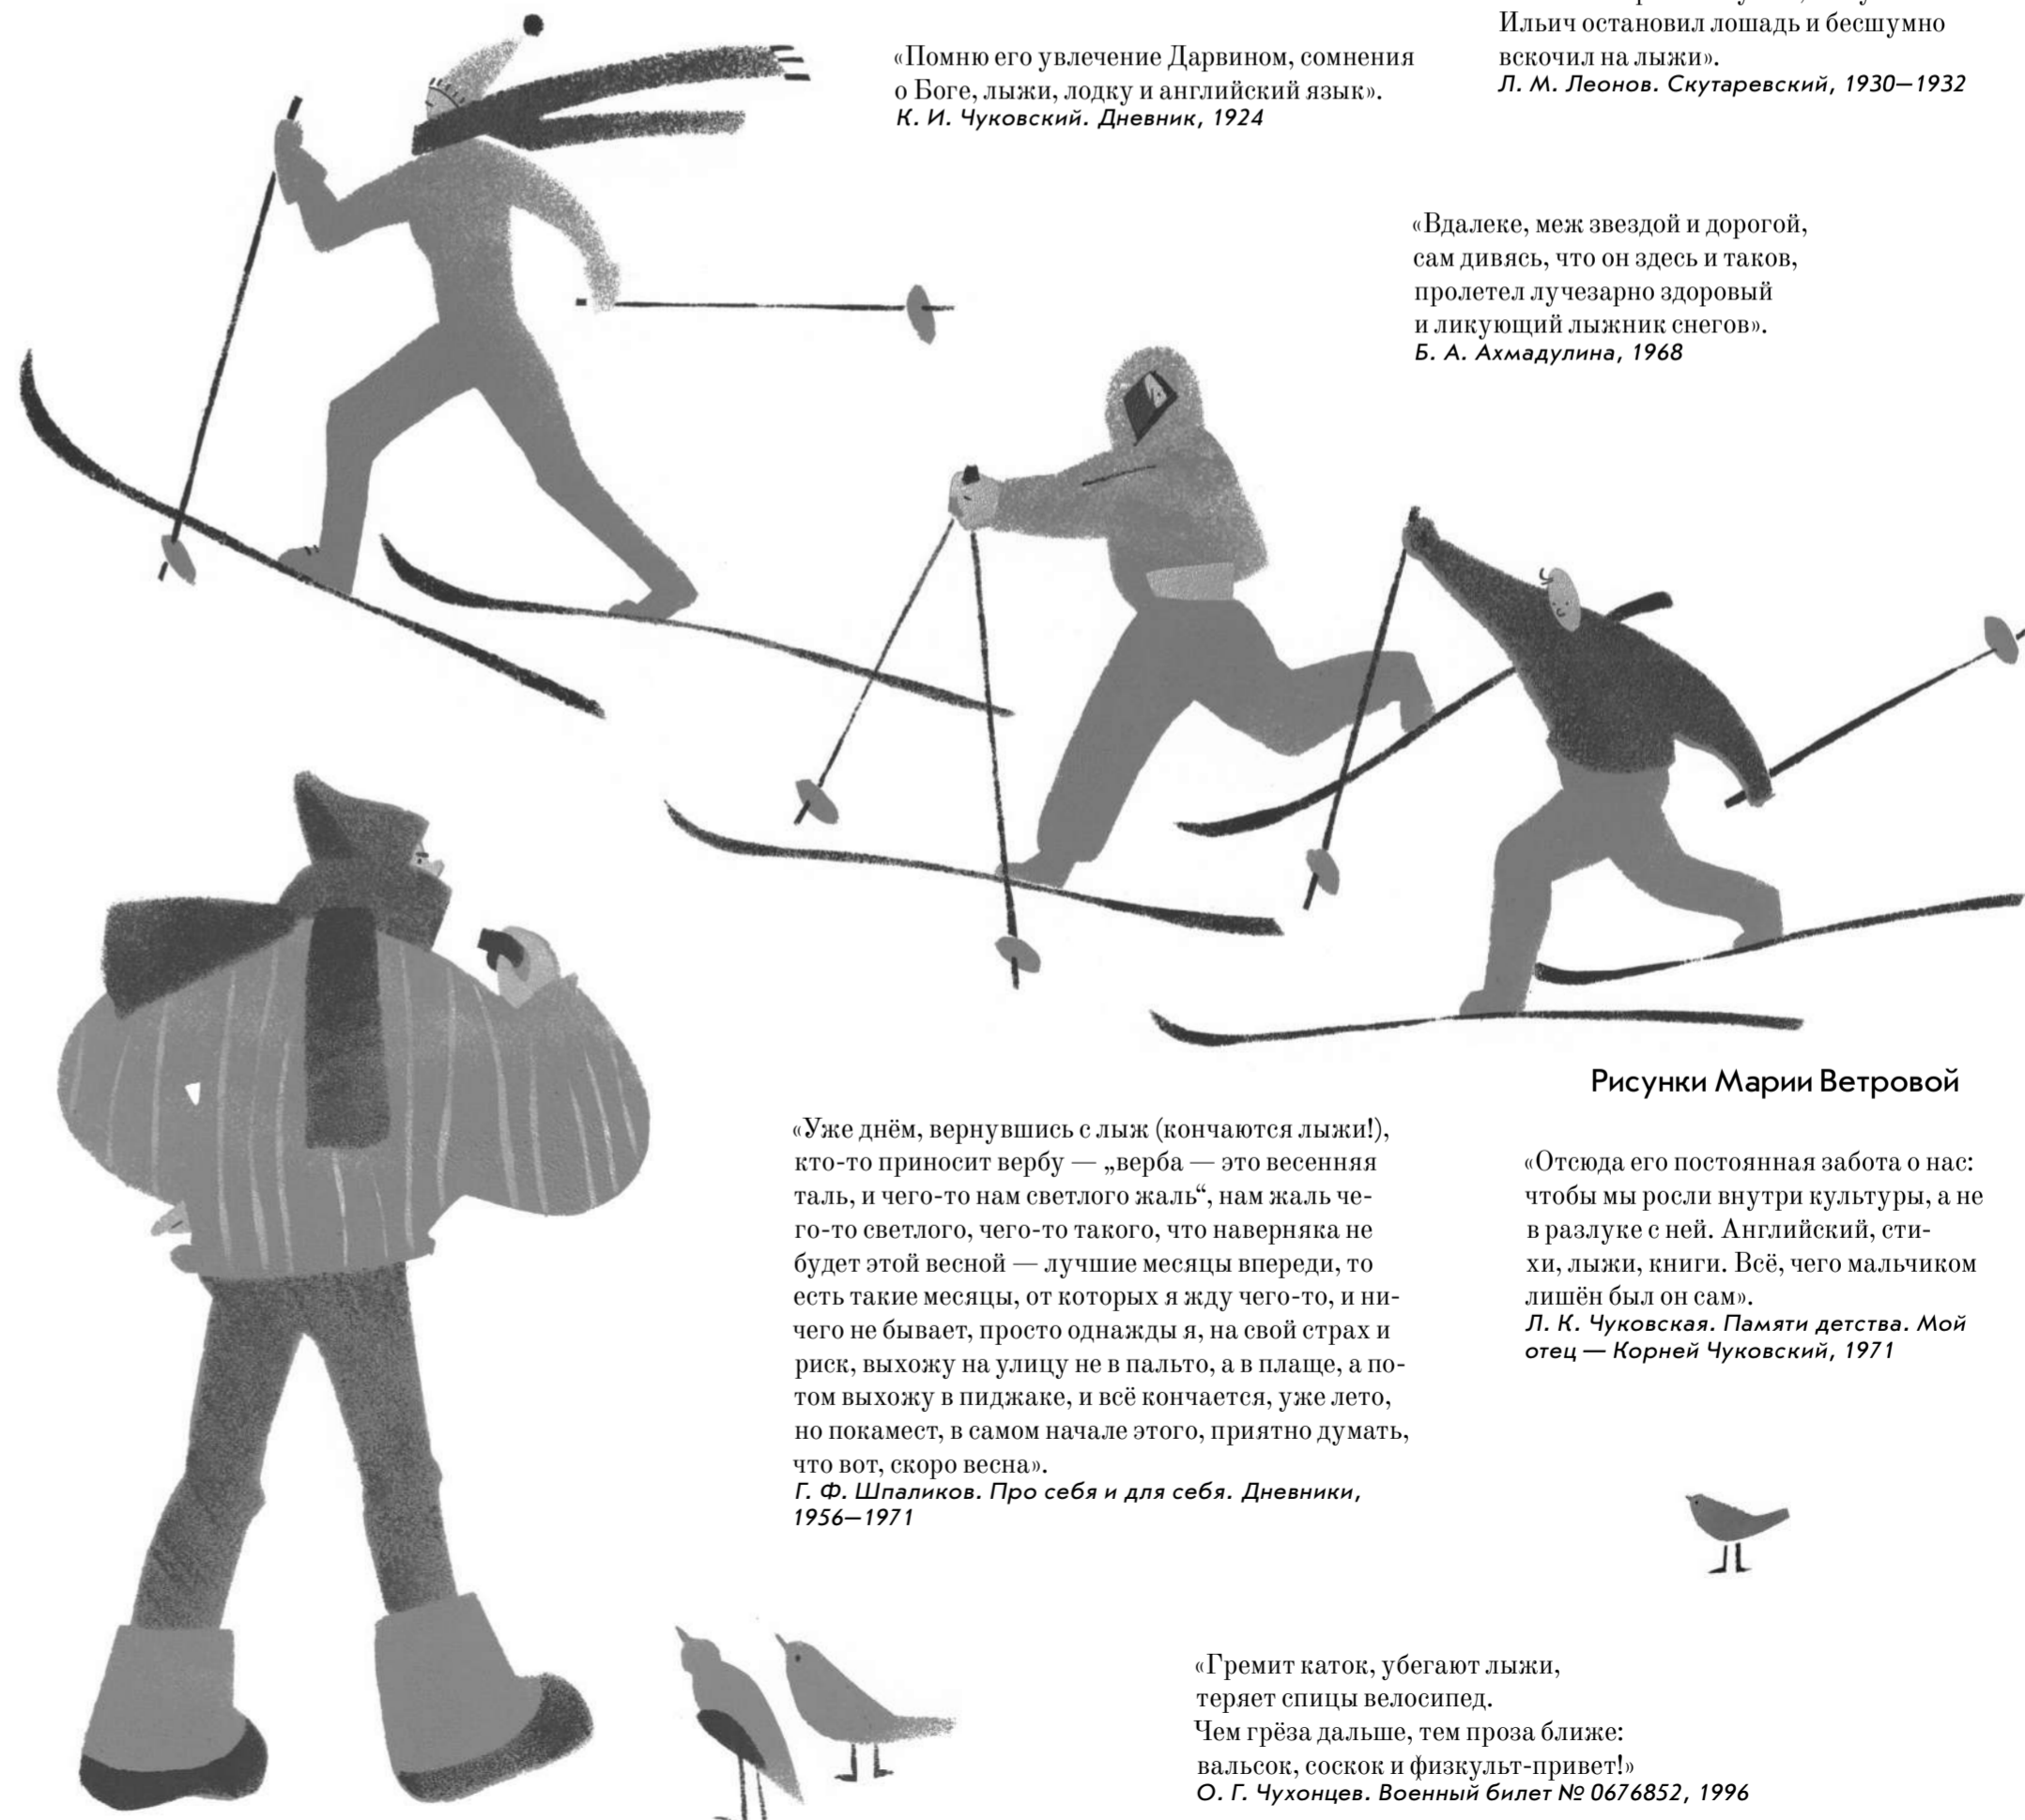 Ильич остановил лошадь и бесшумно
вскочил на лыжи».
Л. М. Леонов. Скутаревский, 1930—1932
«Помню его увлечение Дарвином, сомнения
о Боге, лыжи, лодку и английский язык».
К. И. Чуковский. Дневник, 1924
«Вдалеке, меж звездой и дорогой,
сам дивясь, что он здесь и таков,
пролетел лучезарно здоровый
и ликующий лыжник снегов».
Б. А. Ахмадулина, 1968
Рисунки Марии Ветровой
«Уже днём, вернувшись с лыж (кончаются лыжи!),
кто-то приносит вербу — „верба — это весенняя
таль, и чего-то нам светлого жаль“, нам жаль че-
го-то светлого, чего-то такого, что наверняка не
будет этой весной — лучшие месяцы впереди, то
есть такие месяцы, от которых я жду чего-то, и ни-
чего не бывает, просто однажды я, на свой страх и
риск, выхожу на улицу не в пальто, а в плаще, а по-
том выхожу в пиджаке, и всё кончается, уже лето,
но покамест, в самом начале этого, приятно думать,
что вот, скоро весна».
Г. Ф. Шпаликов. Про себя и для себя. Дневники,
1956—1971
«Отсюда его постоянная забота о нас:
чтобы мы росли внутри культуры, а не
в разлуке с ней. Английский, сти-
хи, лыжи, книги. Всё, чего мальчиком
лишён был он сам».
Л. К. Чуковская. Памяти детства. Мой
отец — Корней Чуковский, 1971
«Гремит каток, убегают лыжи,
теряет спицы велосипед.
Чем грёза дальше, тем проза ближе:
вальсок, соскок и физкульт-привет!»
О. Г. Чухонцев. Военный билет № 0676852, 1996